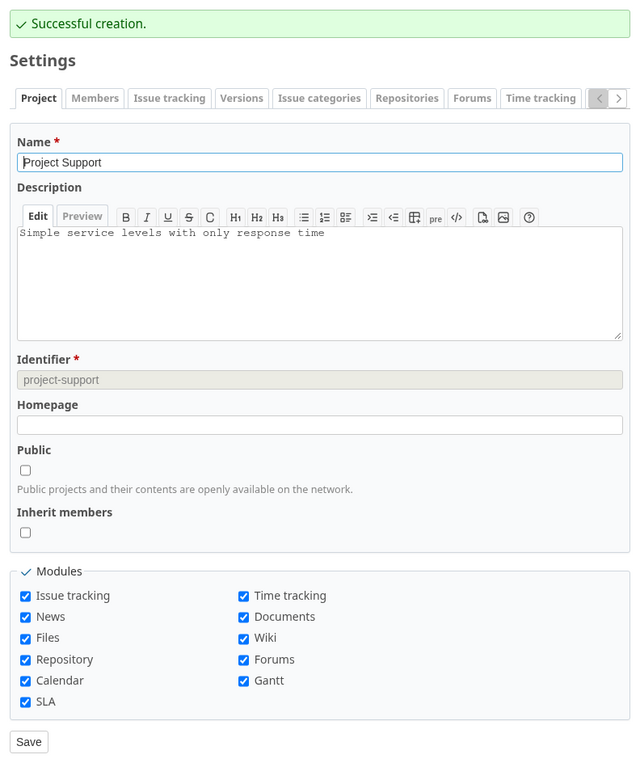 Successful creation.
Settings
Project Members Issue tracking Versions Issue categories Repositories Forums Time tracking
Name *
Project Support
Description
Edit Preview B I U S C H1 H2 H3 pre
Simple service levels with only response time
Identifier *
project-support
Homepage
Public
Public projects and their contents are openly available on the network.
Inherit members
Modules
Issue tracking Time tracking
News Documents
Files Wiki
Repository Forums
Calendar Gantt
SLA
Save